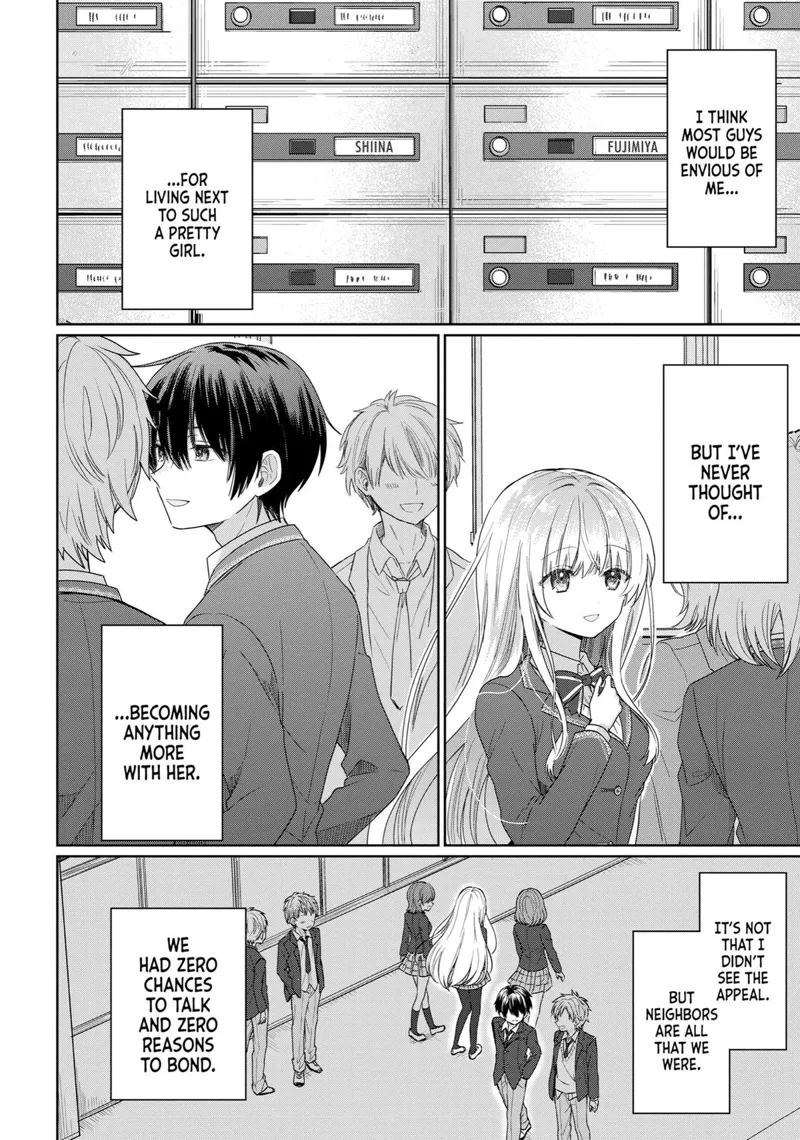 I THINK
MOST GUYS
WOULD BE
ENVIOUS OF
ME...
...FOR
LIVING NEXT
TO SUCH
A PRETTY
GIRL.
FUJIMIYA
SHIINA
BUT I'VE
NEVER
THOUGHT
OF...
...BECOMING
ANYTHING
MORE
WITH HER.
IT'S NOT
THAT I
DIDN'T
SEE THE
APPEAL.
BUT
NEIGHBORS
ARE ALL
THAT WE
WERE.
WE
HAD ZERO
CHANCES
TO TALK
AND ZERO
REASONS
TO BOND.